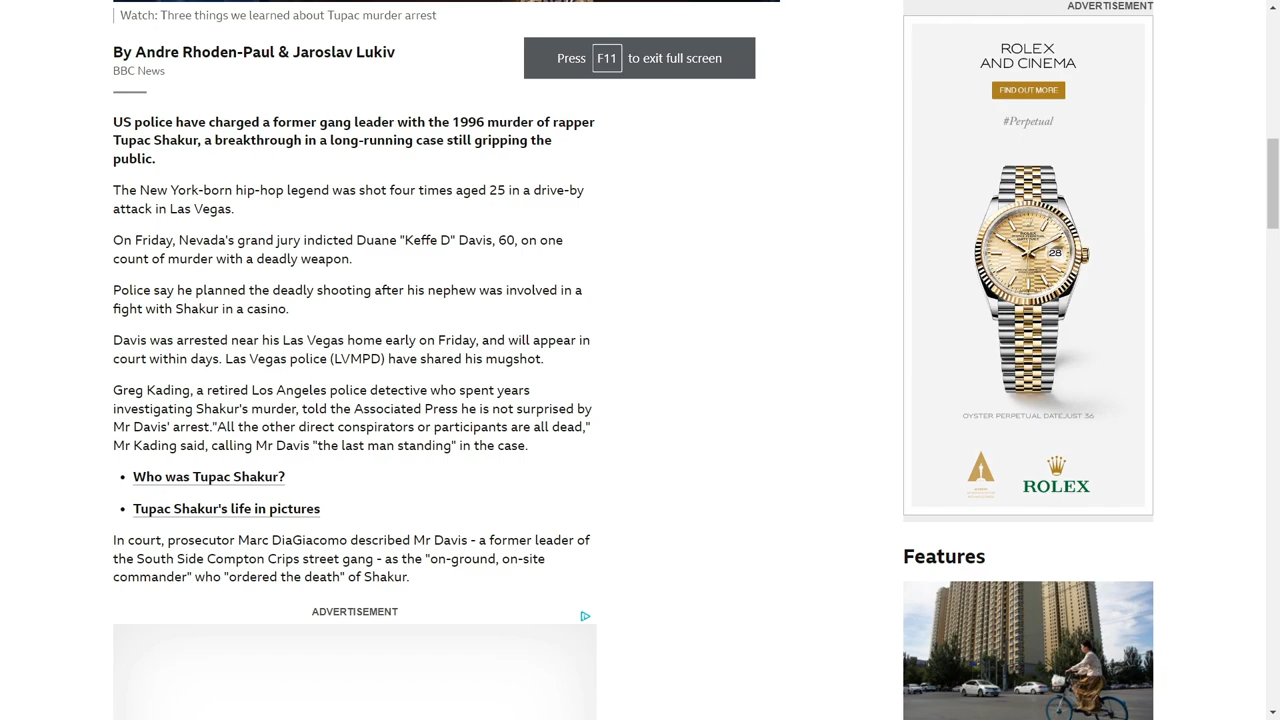 Watch: Three things we learned about Tupac murder arrest
By Andre Rhoden-Paul & Jaroslav Lukiv
BBC News
Press F11 to exit full screen
US police have charged a former gang leader with the 1996 murder of rapper
Tupac Shakur, a breakthrough in a long-running case still gripping the
public.
The New York-born hip-hop legend was shot four times aged 25 in a drive-by
attack in Las Vegas.
On Friday, Nevada's grand jury indicted Duane "Keffe D" Davis, 60, on one
count of murder with a deadly weapon.
Police say he planned the deadly shooting after his nephew was involved in a
fight with Shakur in a casino.
Davis was arrested near his Las Vegas home early on Friday, and will appear in
court within days. Las Vegas police (LVMPD) have shared his mugshot.
Greg Kading, a retired Los Angeles police detective who spent years
investigating Shakur's murder, told the Associated Press he is not surprised by
Mr Davis' arrest."All the other direct conspirators or participants are all dead,"
Mr Kading said, calling Mr Davis "the last man standing" in the case.
• Who was Tupac Shakur?
• Tupac Shakur's life in pictures
In court, prosecutor Marc DiaGiacomo described Mr Davis - a former leader of
the South Side Compton Crips street gang - as the "on-ground, on-site
commander" who "ordered the death" of Shakur.
ADVERTISEMENT
ADVERTISEMENT
ROLEX
AND CINEMA
FIND OUT MORE
#Perpetual
28
OYSTER PERPETUAL DATEJUST 36
ROLEX
Features